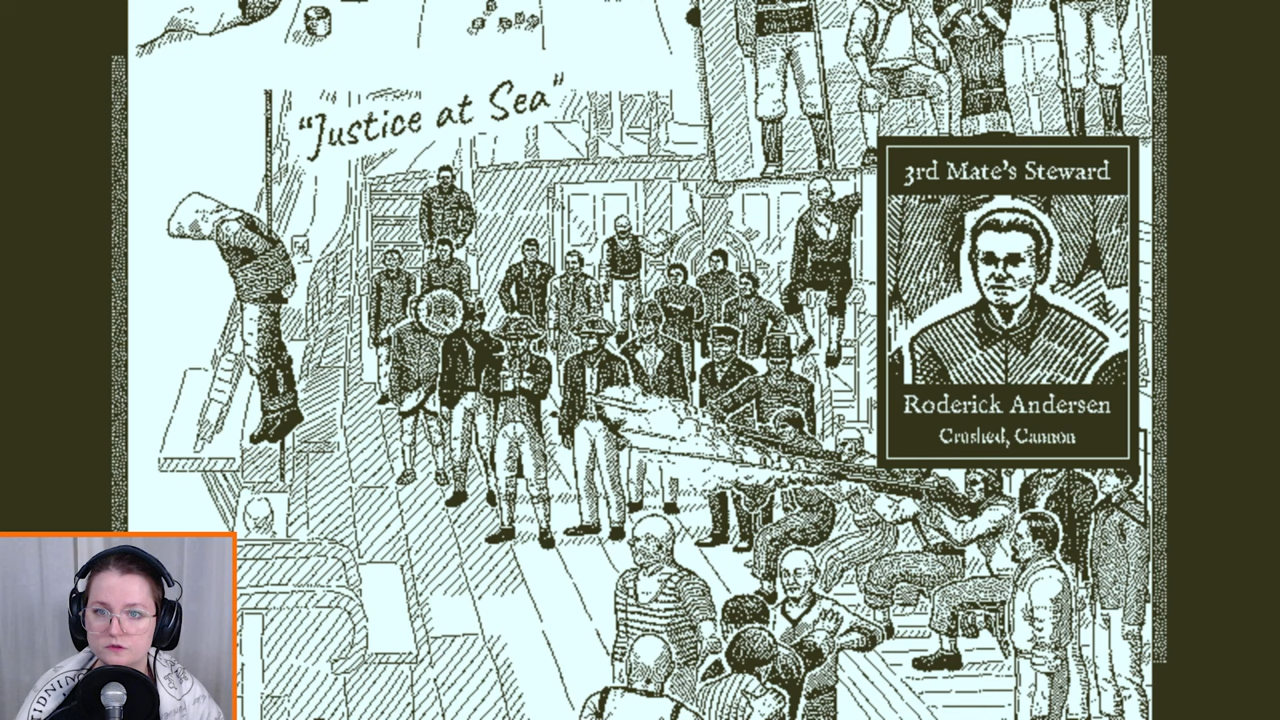 "Justice at Sea"
3rd Mate's Steward
Roderick Andersen
Crushed, Cannon